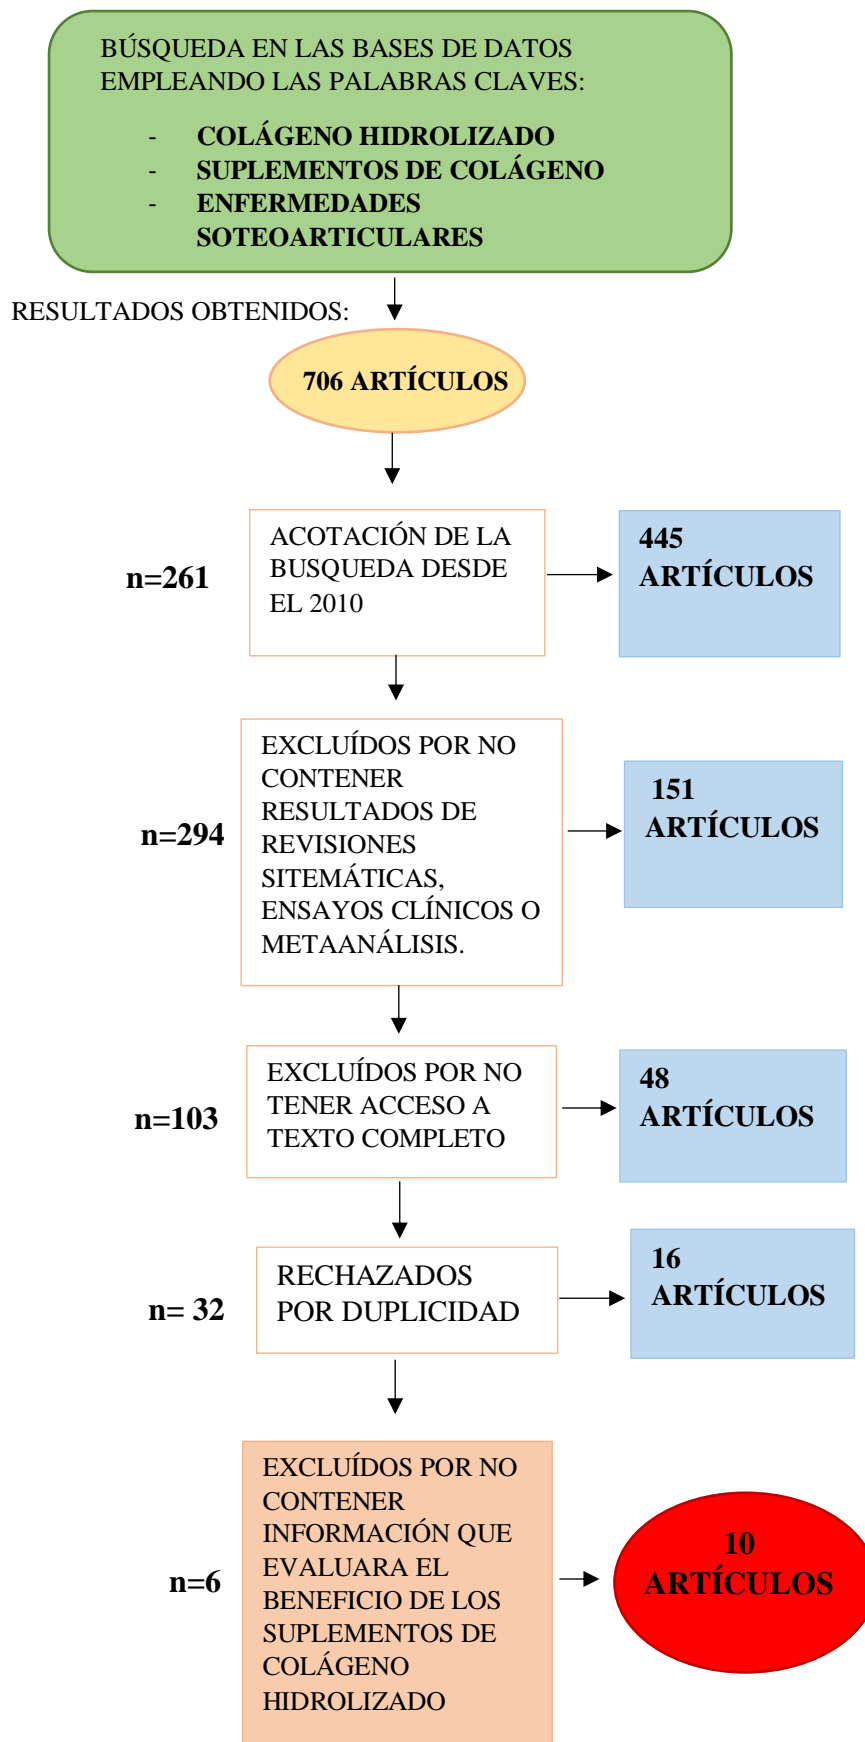 BÚSQUEDA EN LAS BASES DE DATOS
EMPLEANDO LAS PALABRAS CLAVES:
- COLÁGENO HIDROLIZADO
- SUPLEMENTOS DE COLÁGENO
- ENFERMEDADES
SOTEOARTICULARES
RESULTADOS OBTENIDOS:
706 ARTÍCULOS
n=261
ACOTACIÓN DE LA
BUSQUEDA DESDE
EL 2010
445
ARTÍCULOS
n=294
EXCLUÍDOS POR NO
CONTENER
RESULTADOS DE
REVISIONES
SITEMÁTICAS,
ENSAYOS CLÍNICOS O
METAANÁLISIS.
151
ARTÍCULOS
n=103
EXCLUÍDOS POR NO
TENER ACCESO A
TEXTO COMPLETO
48
ARTÍCULOS
n= 32
RECHAZADOS
POR DUPLICIDAD
16
ARTÍCULOS
n=6
EXCLUÍDOS POR NO
CONTENER
INFORMACIÓN QUE
EVALUARA EL
BENEFICIO DE LOS
SUPLEMENTOS DE
COLÁGENO
HIDROLIZADO
10
ARTÍCULOS